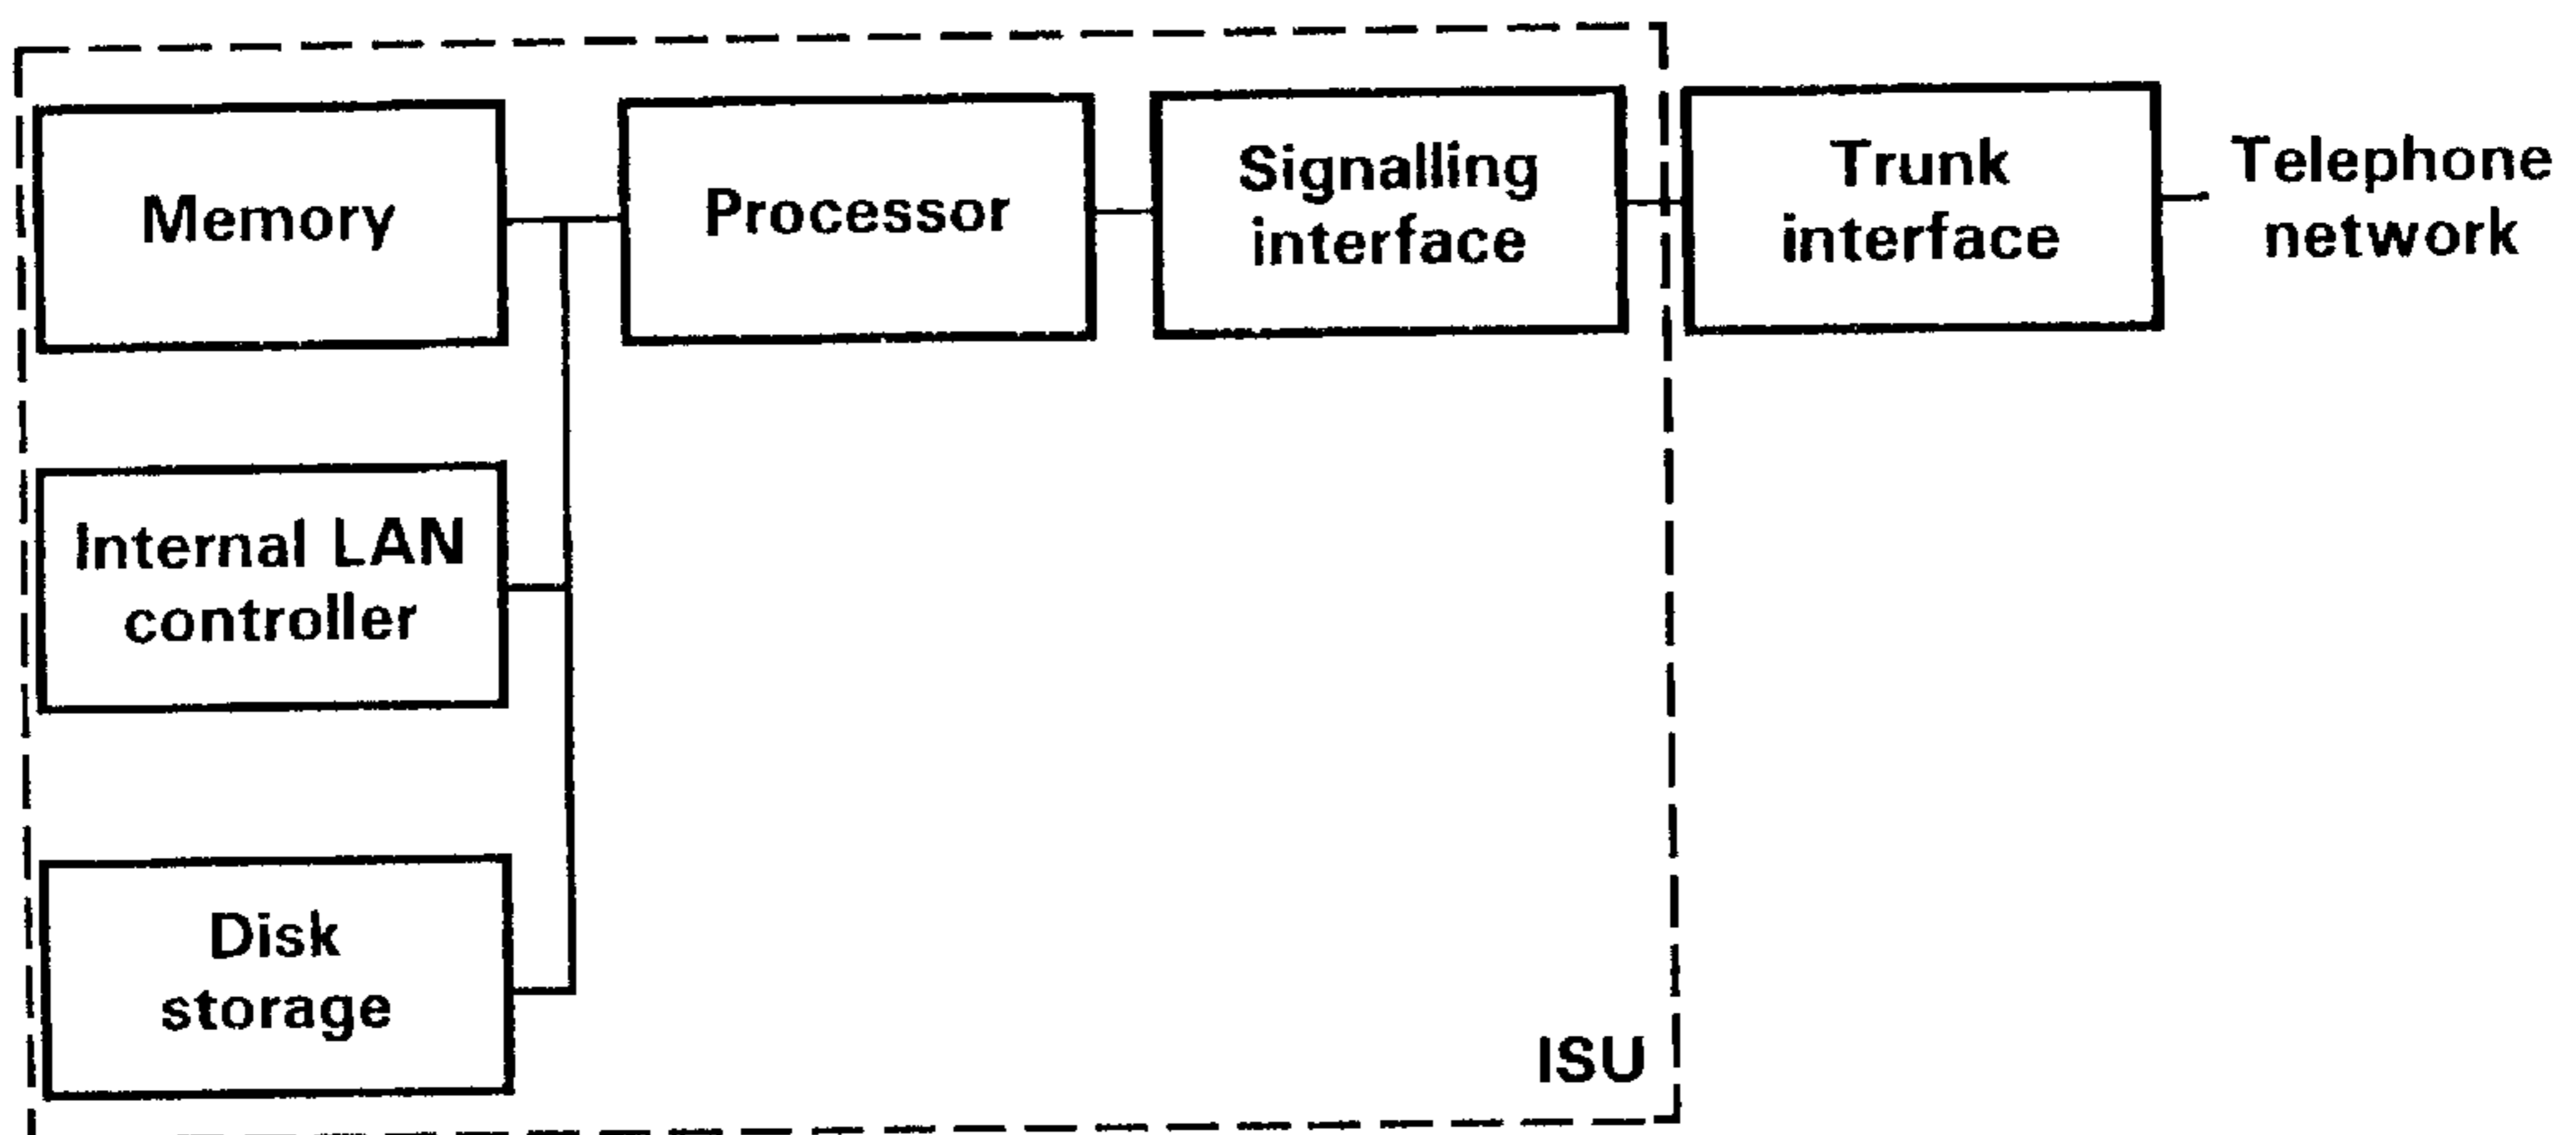 Memory
Processor
Signalling
interface
Trunk
interface
Telephone
network
Internal LAN
controller
Disk
storage
ISU